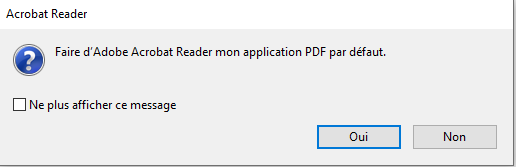 Acrobat Reader
Faire d'Adobe Acrobat Reader mon application PDF par défaut.
Ne plus afficher ce message
Oui
Non